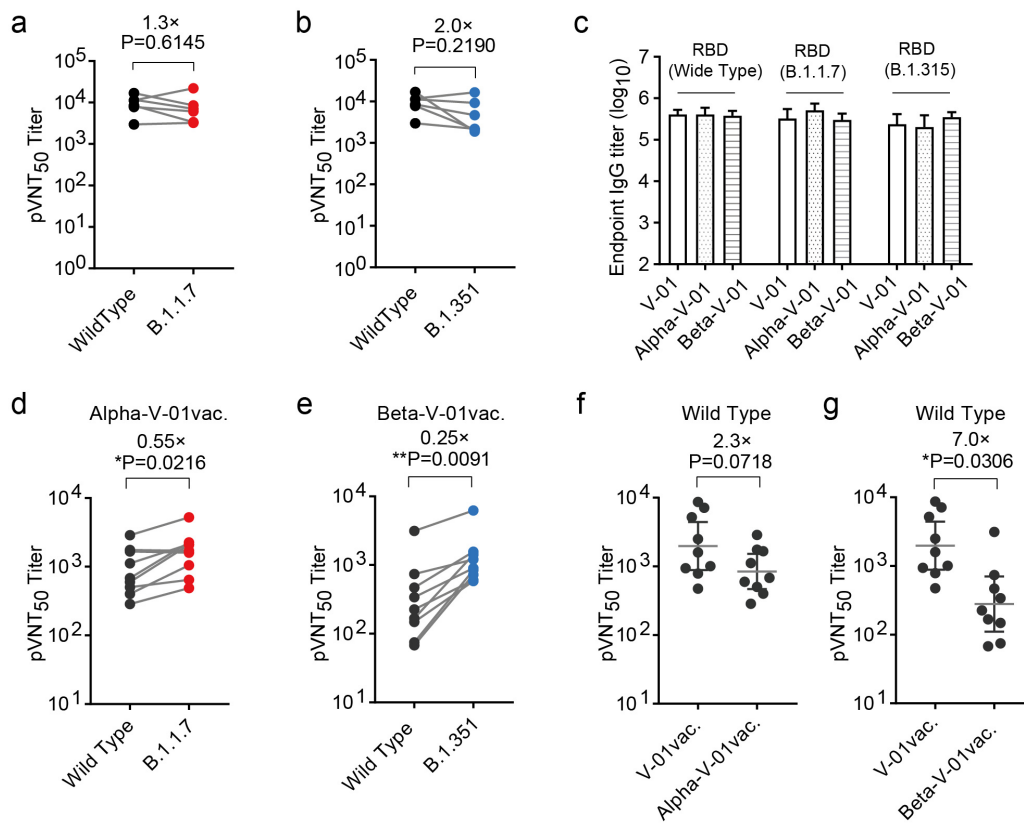 a
1.3×
P=0.6145
pVNT50 Titer
10^5
10^4
10^3
10^2
10^1
10^0
WildType
B.1.1.7
b
2.0×
P=0.2190
pVNT50 Titer
10^5
10^4
10^3
10^2
10^1
10^0
WildType
B.1.351
c
Endpoint IgG titer (log10)
7
6
5
4
3
2
RBD
(Wide Type)
RBD
(B.1.1.7)
RBD
(B.1.315)
V-01
Alpha-V-01
Beta-V-01
V-01
Alpha-V-01
Beta-V-01
V-01
Alpha-V-01
Beta-V-01
d
Alpha-V-01vac.
0.55×
*P=0.0216
pVNT50 Titer
10^4
10^3
10^2
10^1
Wild Type
B.1.1.7
e
Beta-V-01vac.
0.25×
**P=0.0091
pVNT50 Titer
10^4
10^3
10^2
10^1
Wild Type
B.1.351
f
Wild Type
2.3×
P=0.0718
pVNT50 Titer
10^4
10^3
10^2
10^1
V-01vac.
Alpha-V-01vac.
g
Wild Type
7.0×
*P=0.0306
pVNT50 Titer
10^4
10^3
10^2
10^1
V-01vac.
Beta-V-01vac.